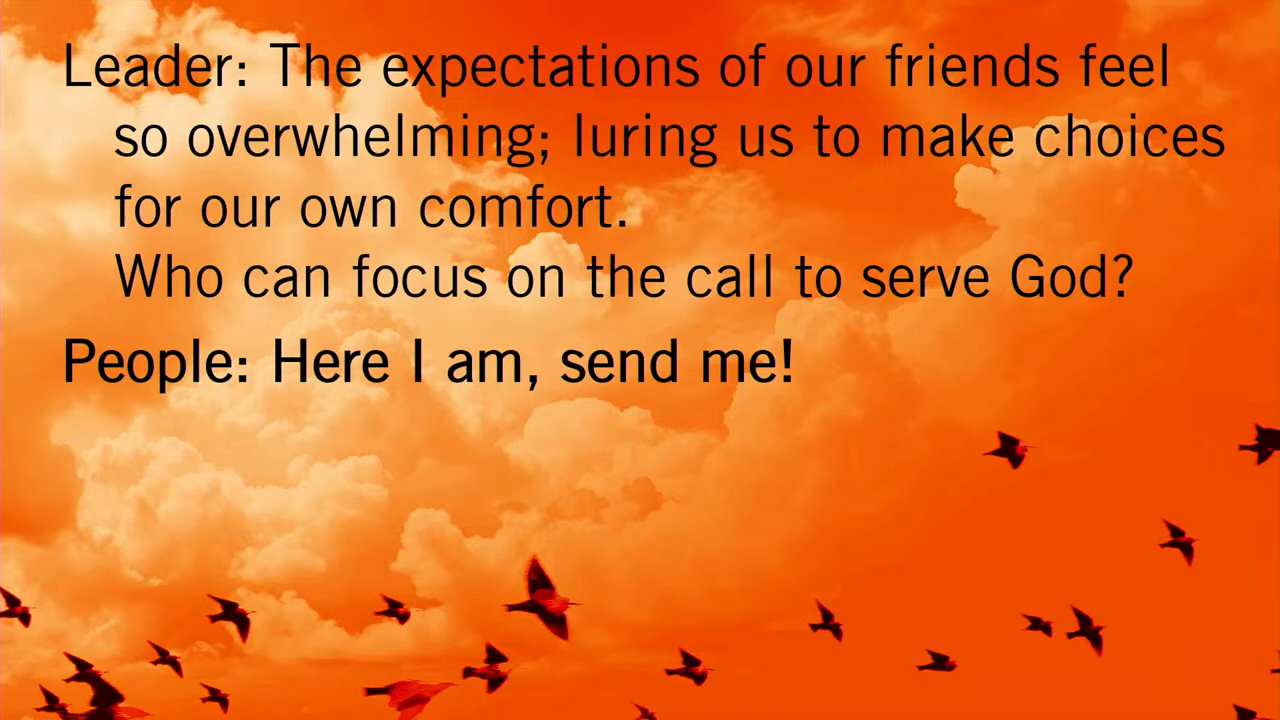 Leader: The expectations of our friends feel
so overwhelming; luring us to make choices
for our own comfort.
Who can focus on the call to serve God?
People: Here I am, send me!